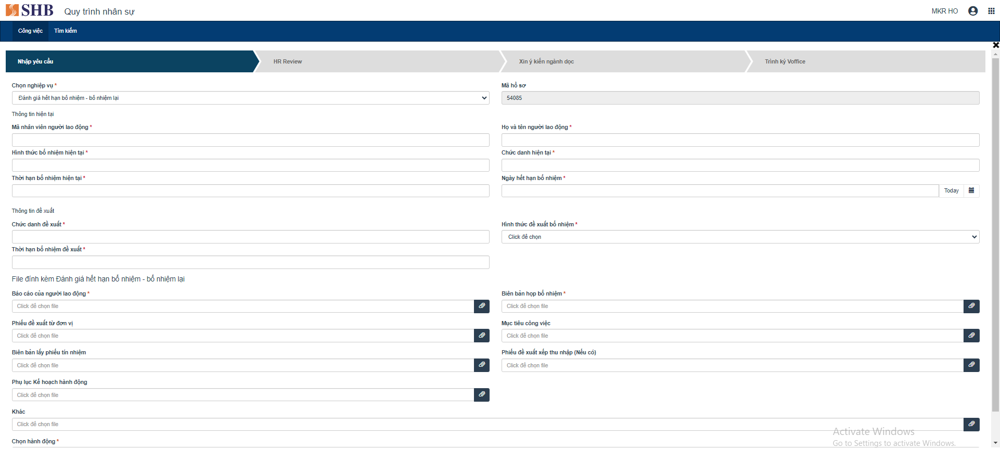 SHB Quy trình nhân sự MKR HO
Công việc Tìm kiếm
Nhập yêu cầu HR Review Xin ý kiến ngành dọc Trình ký Voffice
Chọn nghiệp vụ * Mã hồ sơ
Đánh giá hết hạn bổ nhiệm - bổ nhiệm lại 54085
Thông tin hiện tại
Mã nhân viên người lao động * Họ và tên người lao động *
Hình thức bổ nhiệm hiện tại * Chức danh hiện tại *
Thời hạn bổ nhiệm hiện tại * Ngày hết hạn bổ nhiệm *
Today
Thông tin đề xuất
Chức danh đề xuất * Hình thức đề xuất bổ nhiệm *
Click để chọn
Thời hạn bổ nhiệm đề xuất *
File đính kèm Đánh giá hết hạn bổ nhiệm - bổ nhiệm lại
Báo cáo của người lao động * Biên bản họp bổ nhiệm *
Click để chọn file Click để chọn file
Phiếu đề xuất từ đơn vị Mục tiêu công việc
Click để chọn file Click để chọn file
Biên bản lấy phiếu tín nhiệm Phiếu đề xuất xếp thu nhập (Nếu có)
Click để chọn file Click để chọn file
Phụ lục Kế hoạch hành động
Click để chọn file
Khác
Click để chọn file
Activate Windows
Chọn hành động * Go to Settings to activate Windows.